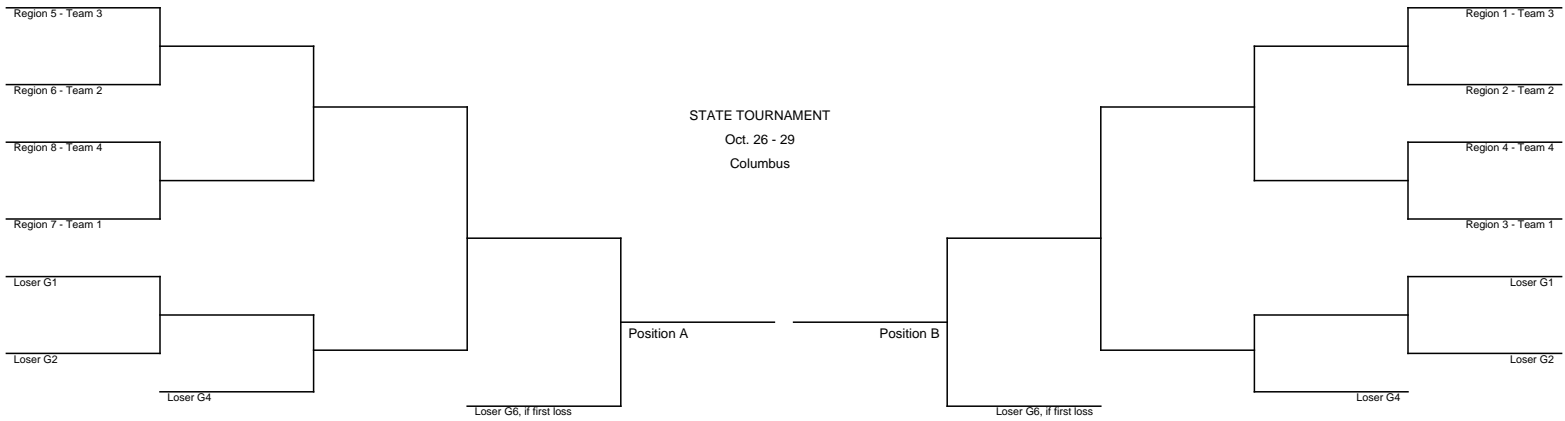 Region 5 - Team 3
Region 1 - Team 3
Region 6 - Team 2
Region 2 - Team 2
STATE TOURNAMENT
Oct. 26 - 29
Columbus
Region 8 - Team 4
Region 4 - Team 4
Region 7 - Team 1
Region 3 - Team 1
Loser G1
Loser G1
Position A
Position B
Loser G2
Loser G2
Loser G4
Loser G4
Loser G6, if first loss
Loser G6, if first loss